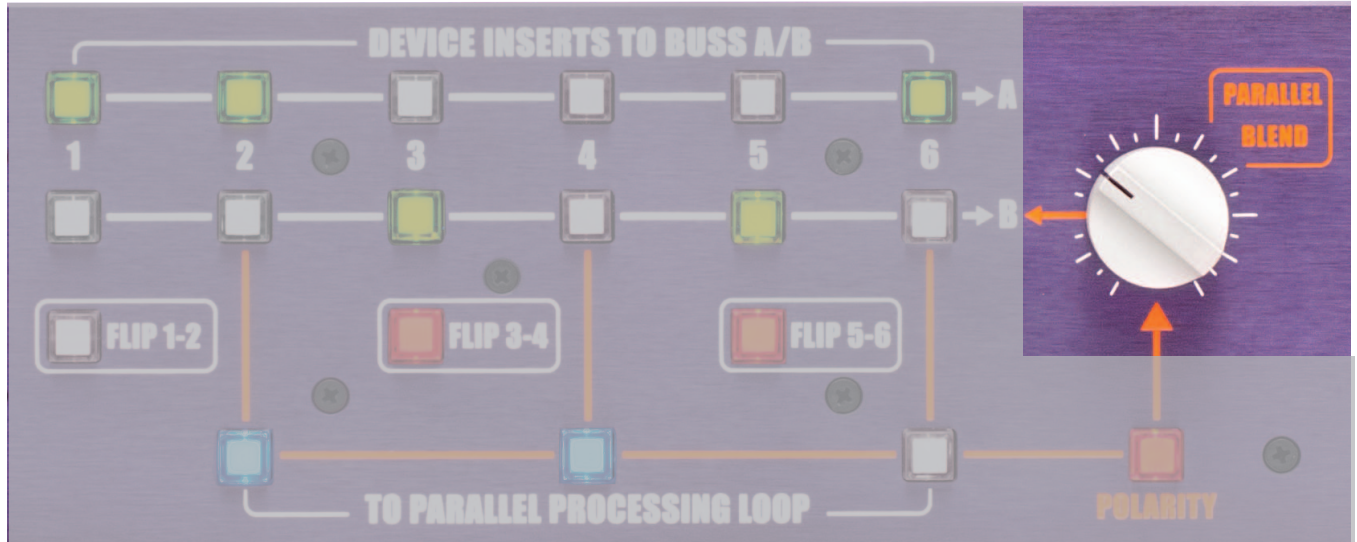 DEVICE INSERTS TO BUSS A/B
A
1 2 3 4 5 6
B
PARALLEL
BLEND
FLIP 1-2
FLIP 3-4
FLIP 5-6
TO PARALLEL PROCESSING LOOP
POLARITY